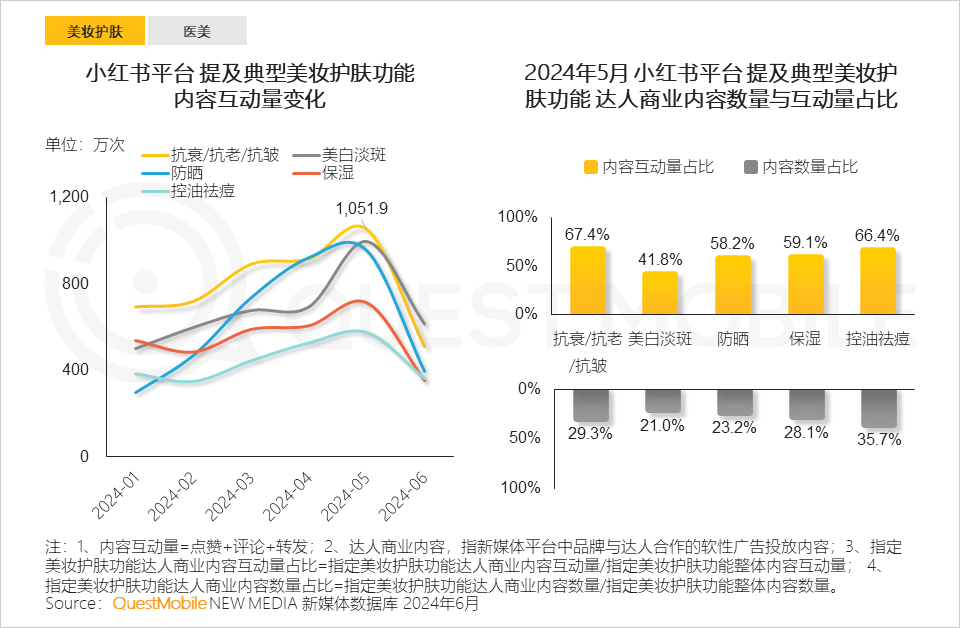 美妆护肤
医美
小红书平台 提及典型美妆护肤功能
内容互动量变化
单位：万次
抗衰/抗老/抗皱
美白淡斑
防晒
保湿
控油祛痘
1,200
800
400
0
1,051.9
2024-01
2024-02
2024-03
2024-04
2024-05
2024-06
2024年5月 小红书平台 提及典型美妆护
肤功能 达人商业内容数量与互动量占比
内容互动量占比
内容数量占比
100%
50%
0%
67.4%
41.8%
58.2%
59.1%
66.4%
抗衰/抗老
/抗皱
美白淡斑
防晒
保湿
控油祛痘
0%
50%
100%
29.3%
21.0%
23.2%
28.1%
35.7%
QUESTMOBILE
注：1、内容互动量=点赞+评论+转发；2、达人商业内容，指新媒体平台中品牌与达人合作的软性广告投放内容；3、指定
美妆护肤功能达人商业内容互动量占比=指定美妆护肤功能达人商业内容互动量/指定美妆护肤功能整体内容互动量； 4、
指定美妆护肤功能达人商业内容数量占比=指定美妆护肤功能达人商业内容数量/指定美妆护肤功能整体内容数量。
Source：QuestMobile NEW MEDIA 新媒体数据库 2024年6月